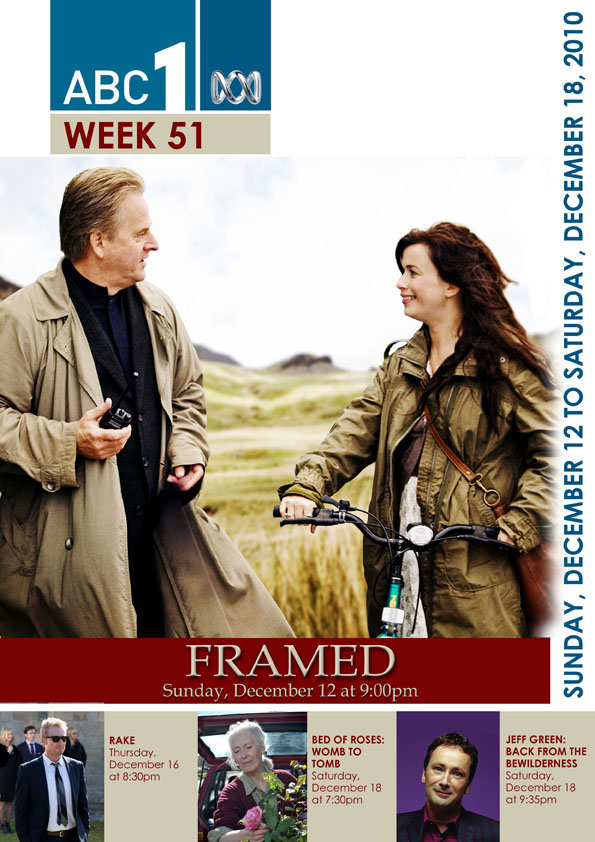 ABC1
WEEK 51
SUNDAY, DECEMBER 12 TO SATURDAY, DECEMBER 18, 2010
FRAMED
Sunday, December 12 at 9:00pm
RAKE
Thursday,
December 16
at 8:30pm
BED OF ROSES:
WOMB TO
TOMB
Saturday,
December 18
at 7:30pm
JEFF GREEN:
BACK FROM THE
BEWILDERNESS
Saturday,
December 18
at 9:35pm